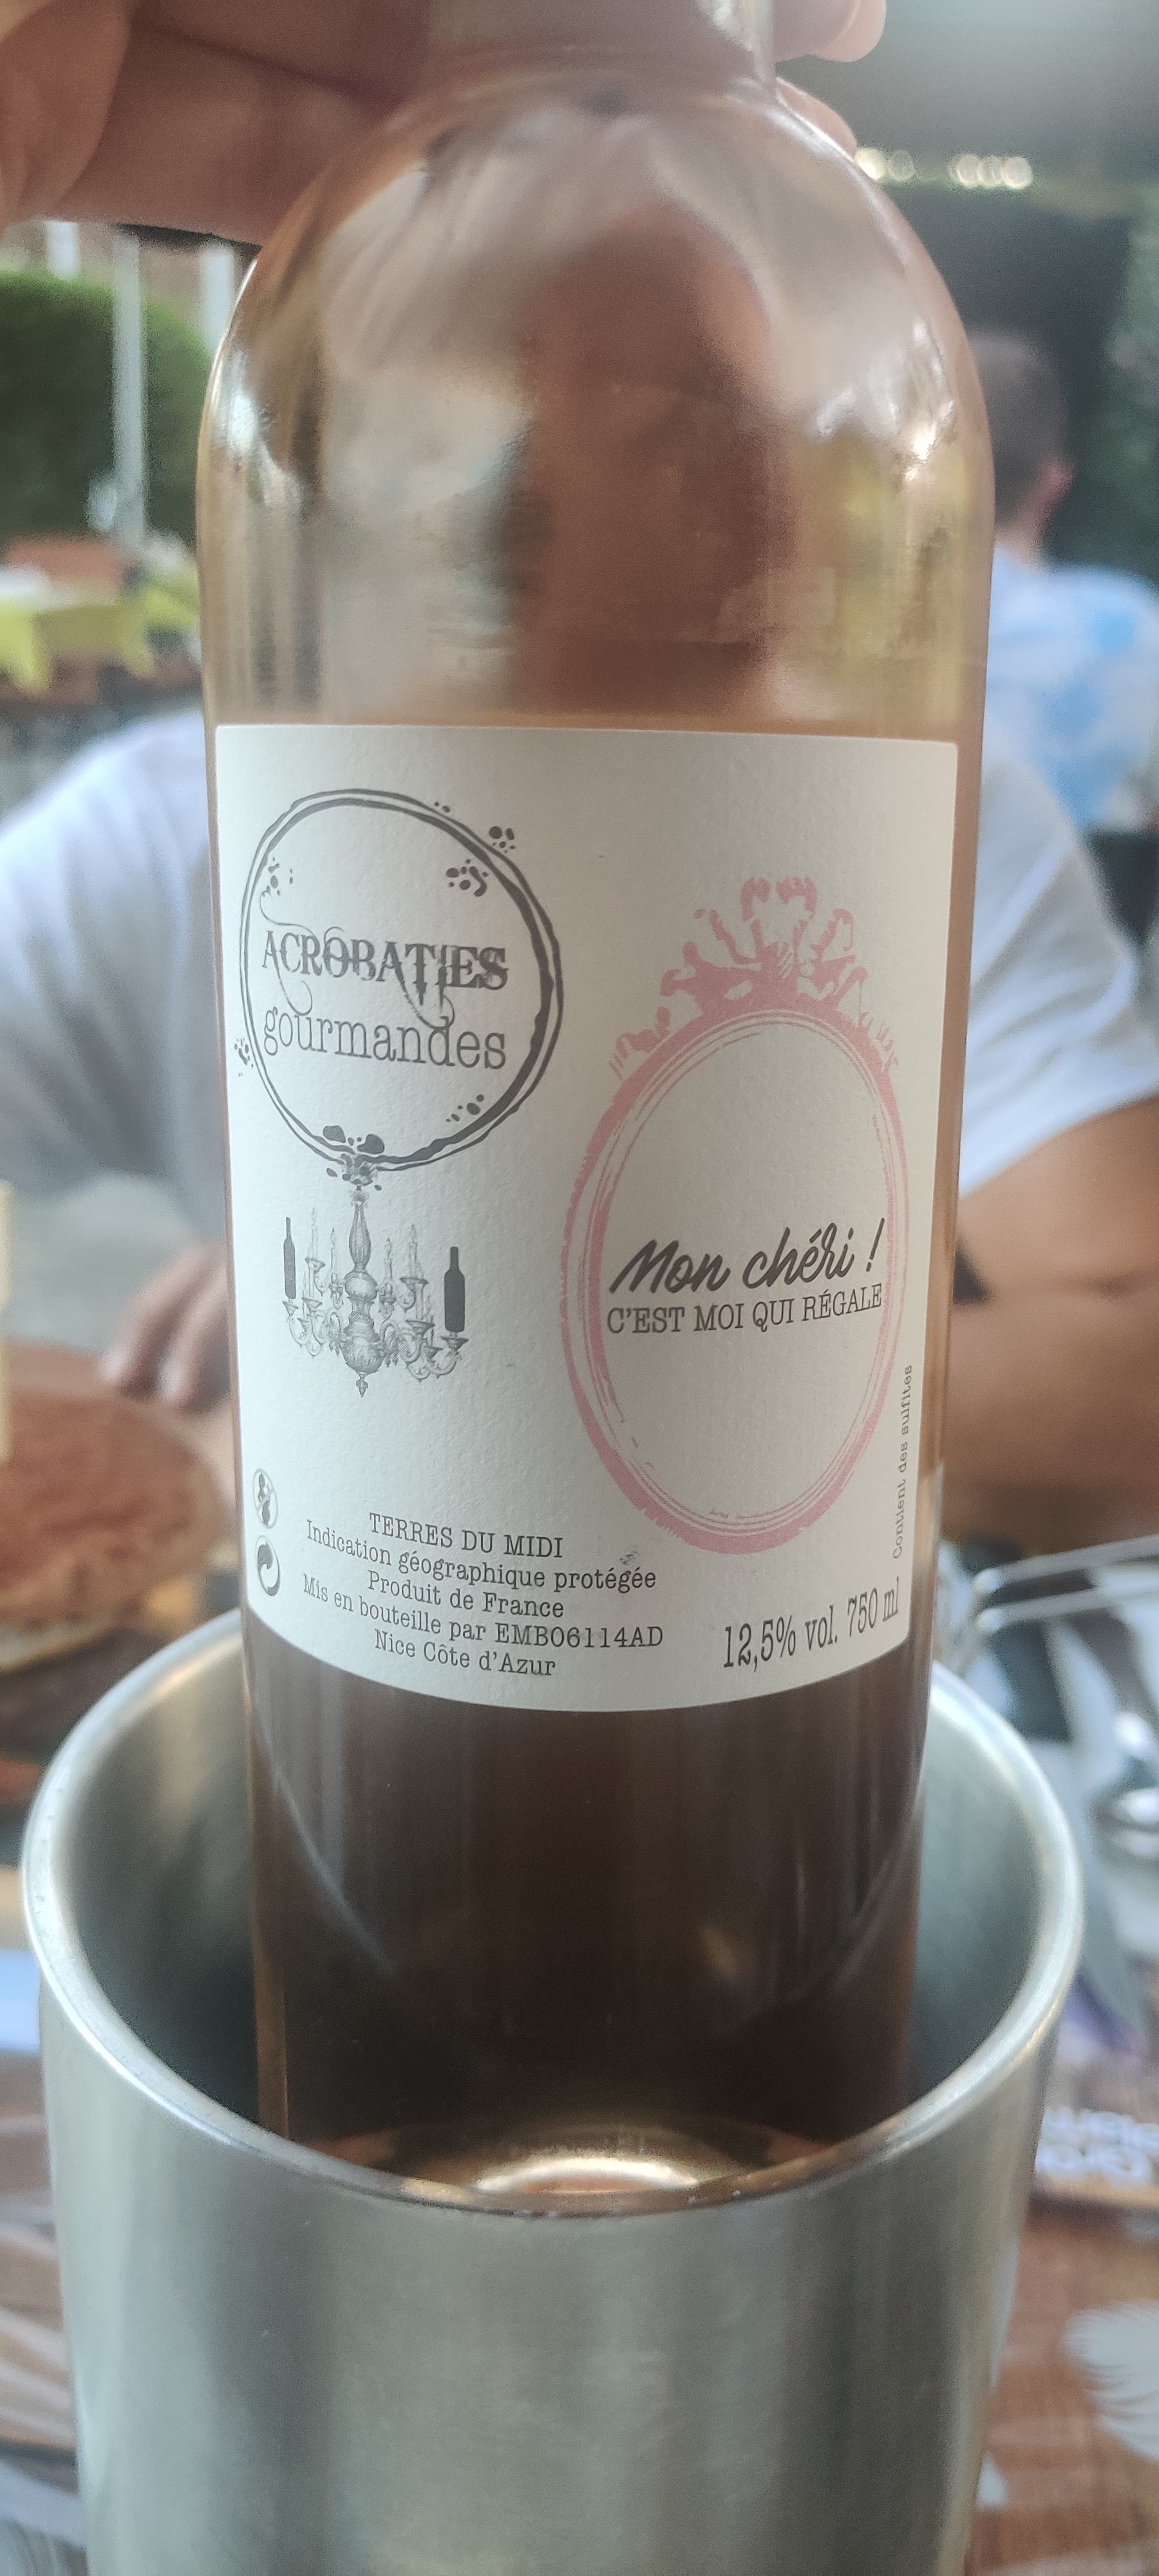 ACROBATIES
gourmandes
Mon chéri !
C'EST MOI QUI RÉGALE
Contient des sulfites
TERRES DU MIDI
Indication géographique protégée
Produit de France
Mis en bouteille par EMB06114AD
Nice Côte d'Azur
12,5% vol. 750 ml